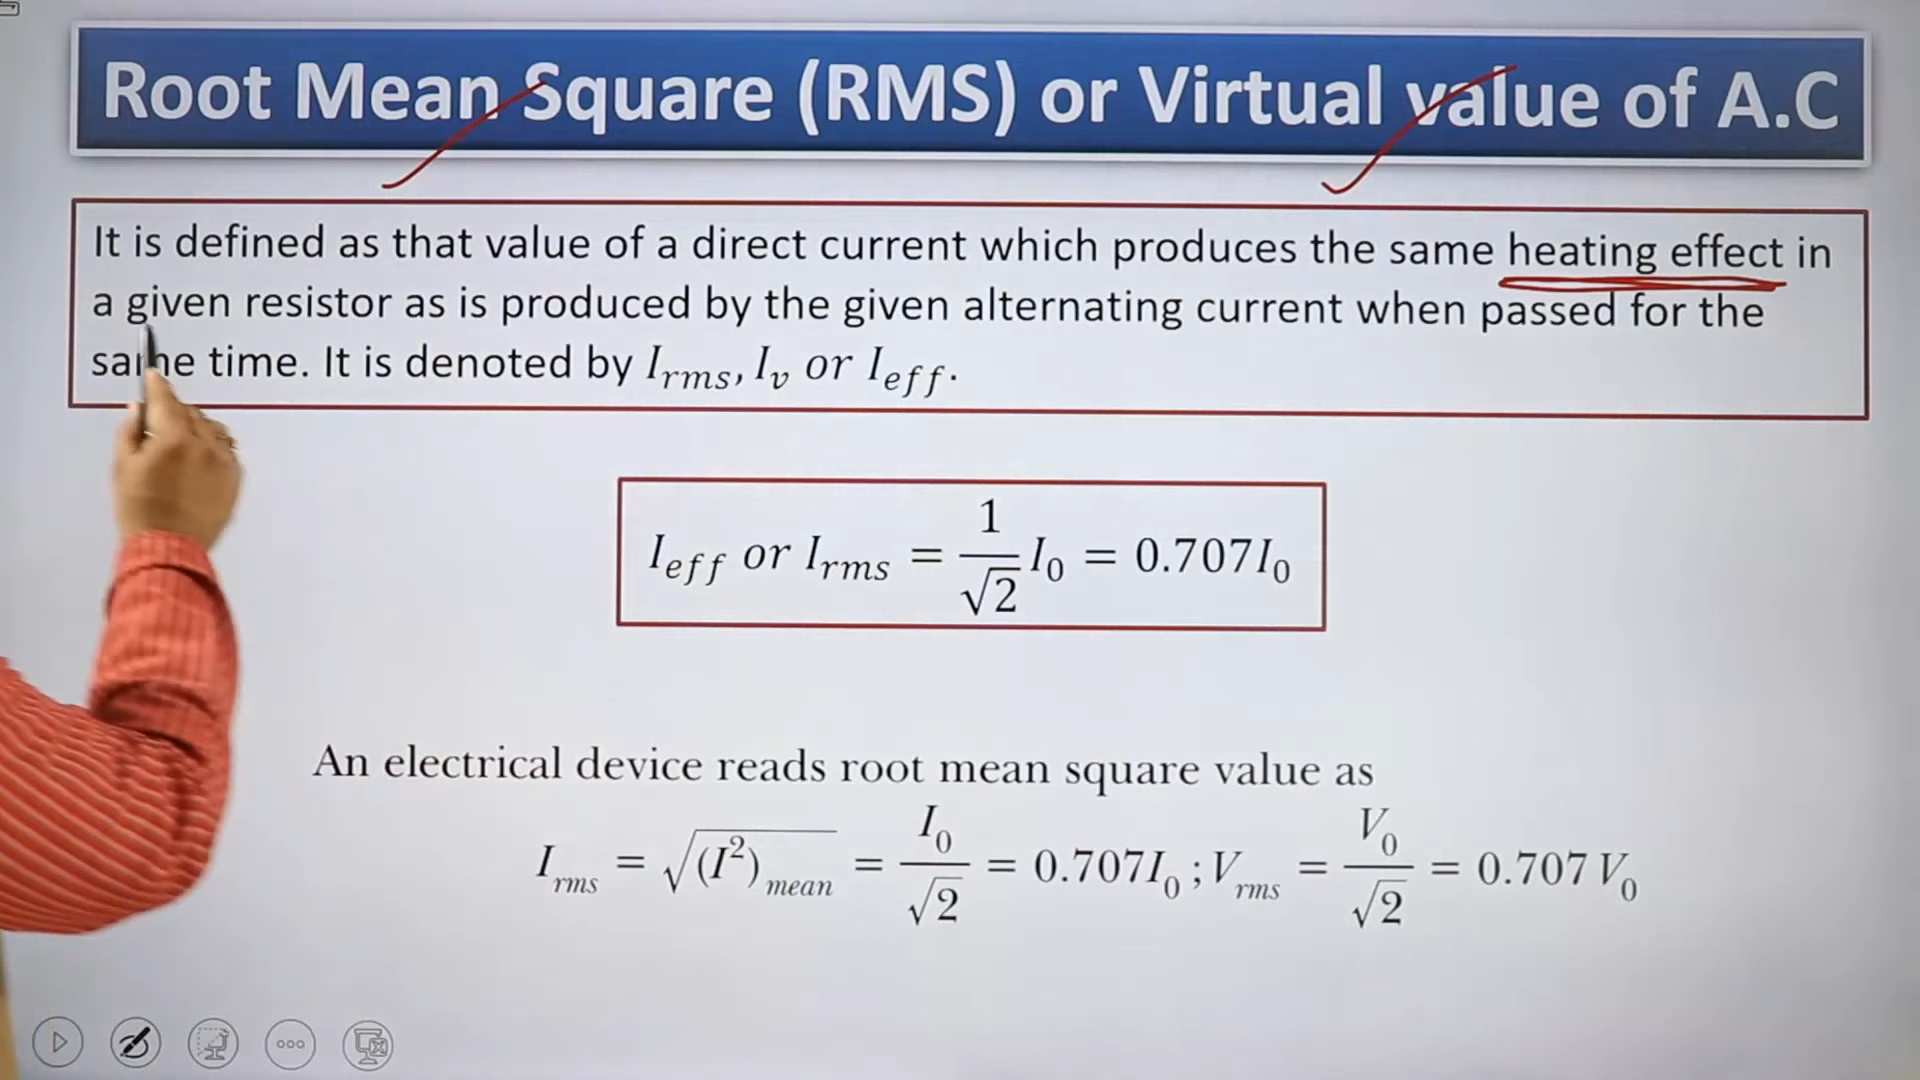 Root Mean Square (RMS) or Virtual value of A.C
It is defined as that value of a direct current which produces the same heating effect in
a given resistor as is produced by the given alternating current when passed for the
same time. It is denoted by I_rms, I_v or I_eff.
I_eff or I_rms = 1/√2 I_0 = 0.707I_0
An electrical device reads root mean square value as
I_rms = √(I²)_mean = I_0/√2 = 0.707I_0 ; V_rms = V_0/√2 = 0.707 V_0